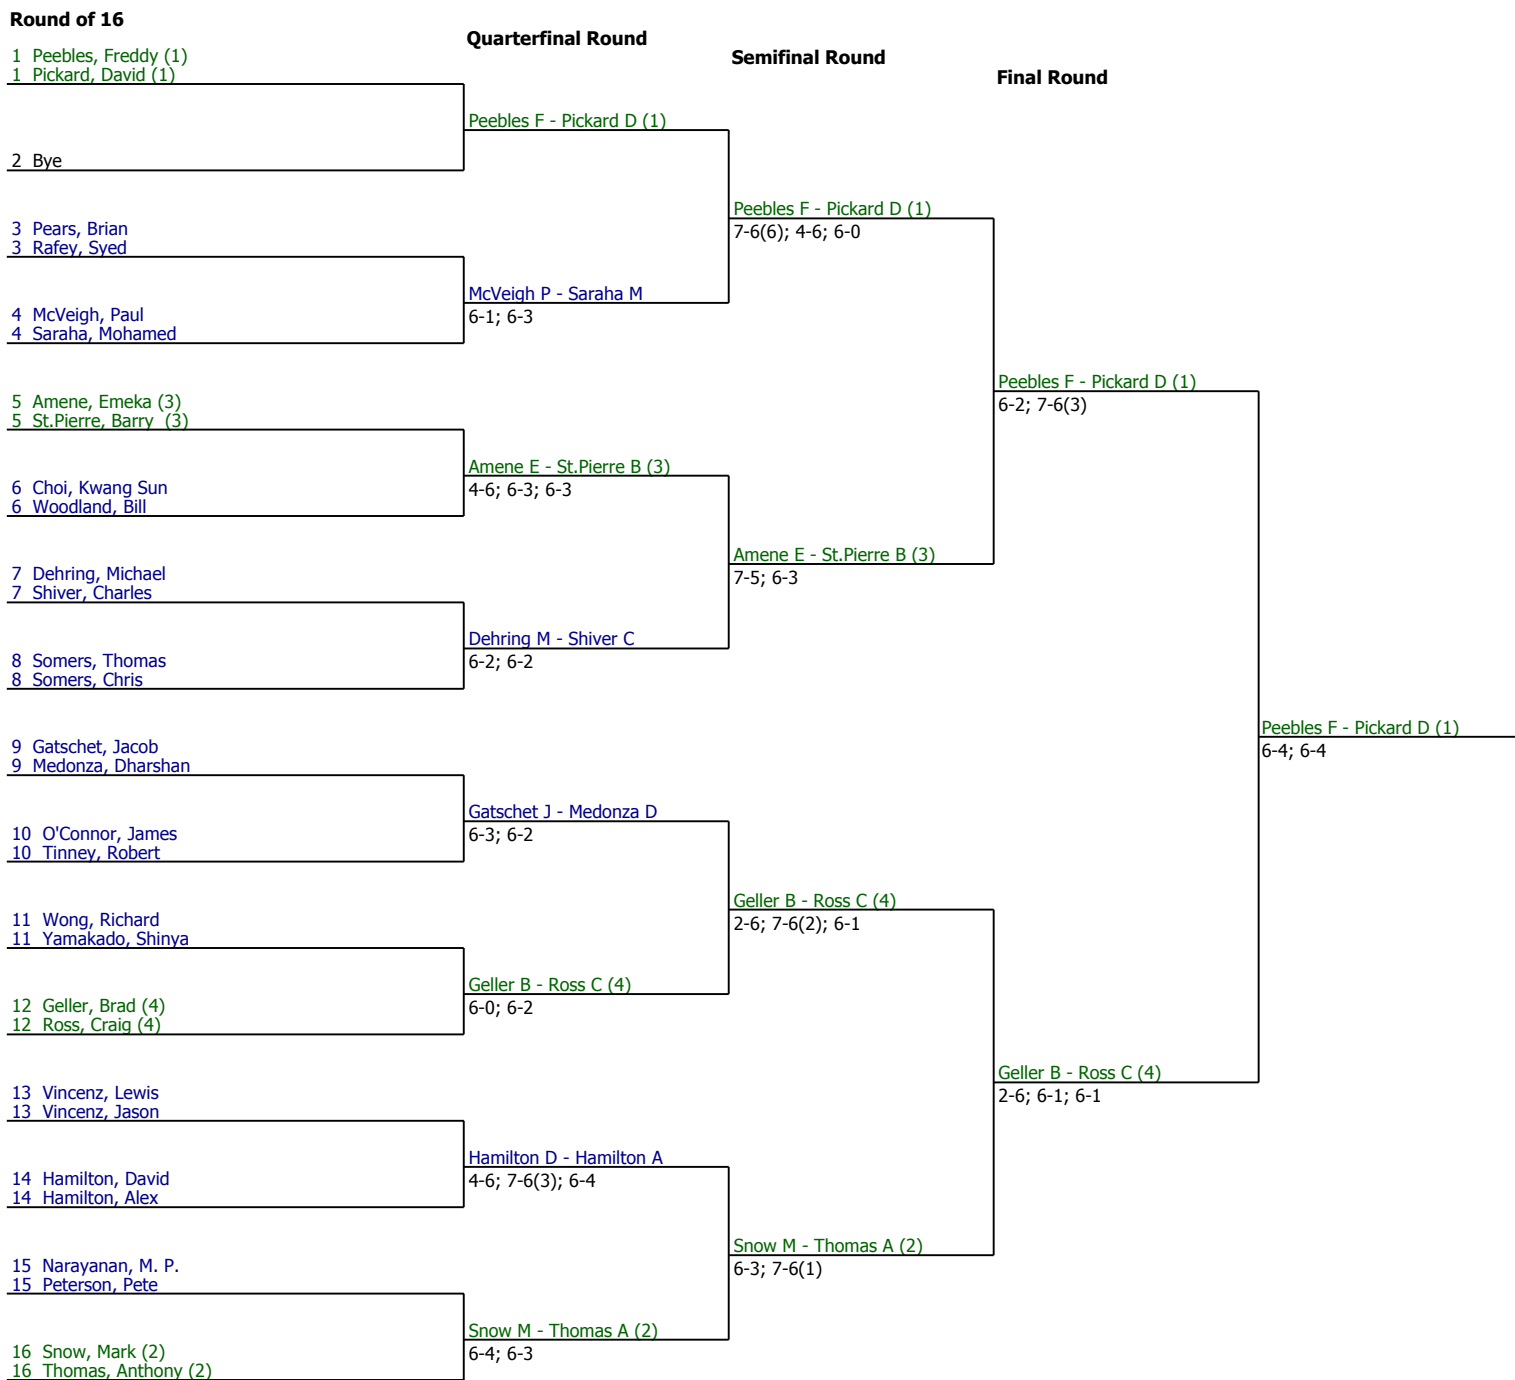 Round of 16
1 Peebles, Freddy (1)
1 Pickard, David (1)
2 Bye
3 Pears, Brian
3 Rafey, Syed
4 McVeigh, Paul
4 Saraha, Mohamed
5 Amene, Emeka (3)
5 St.Pierre, Barry (3)
6 Choi, Kwang Sun
6 Woodland, Bill
7 Dehring, Michael
7 Shiver, Charles
8 Somers, Thomas
8 Somers, Chris
9 Gatschet, Jacob
9 Medonza, Dharshan
10 O'Connor, James
10 Tinney, Robert
11 Wong, Richard
11 Yamakado, Shinya
12 Geller, Brad (4)
12 Ross, Craig (4)
13 Vincenz, Lewis
13 Vincenz, Jason
14 Hamilton, David
14 Hamilton, Alex
15 Narayanan, M. P.
15 Peterson, Pete
16 Snow, Mark (2)
16 Thomas, Anthony (2)
Quarterfinal Round
Peebles F - Pickard D (1)
McVeigh P - Saraha M
6-1; 6-3
Amene E - St.Pierre B (3)
4-6; 6-3; 6-3
Dehring M - Shiver C
6-2; 6-2
Gatschet J - Medonza D
6-3; 6-2
Geller B - Ross C (4)
6-0; 6-2
Hamilton D - Hamilton A
4-6; 7-6(3); 6-4
Snow M - Thomas A (2)
6-4; 6-3
Semifinal Round
Peebles F - Pickard D (1)
7-6(6); 4-6; 6-0
Amene E - St.Pierre B (3)
7-5; 6-3
Geller B - Ross C (4)
2-6; 7-6(2); 6-1
Snow M - Thomas A (2)
6-3; 7-6(1)
Final Round
Peebles F - Pickard D (1)
6-2; 7-6(3)
Geller B - Ross C (4)
2-6; 6-1; 6-1
Peebles F - Pickard D (1)
6-4; 6-4